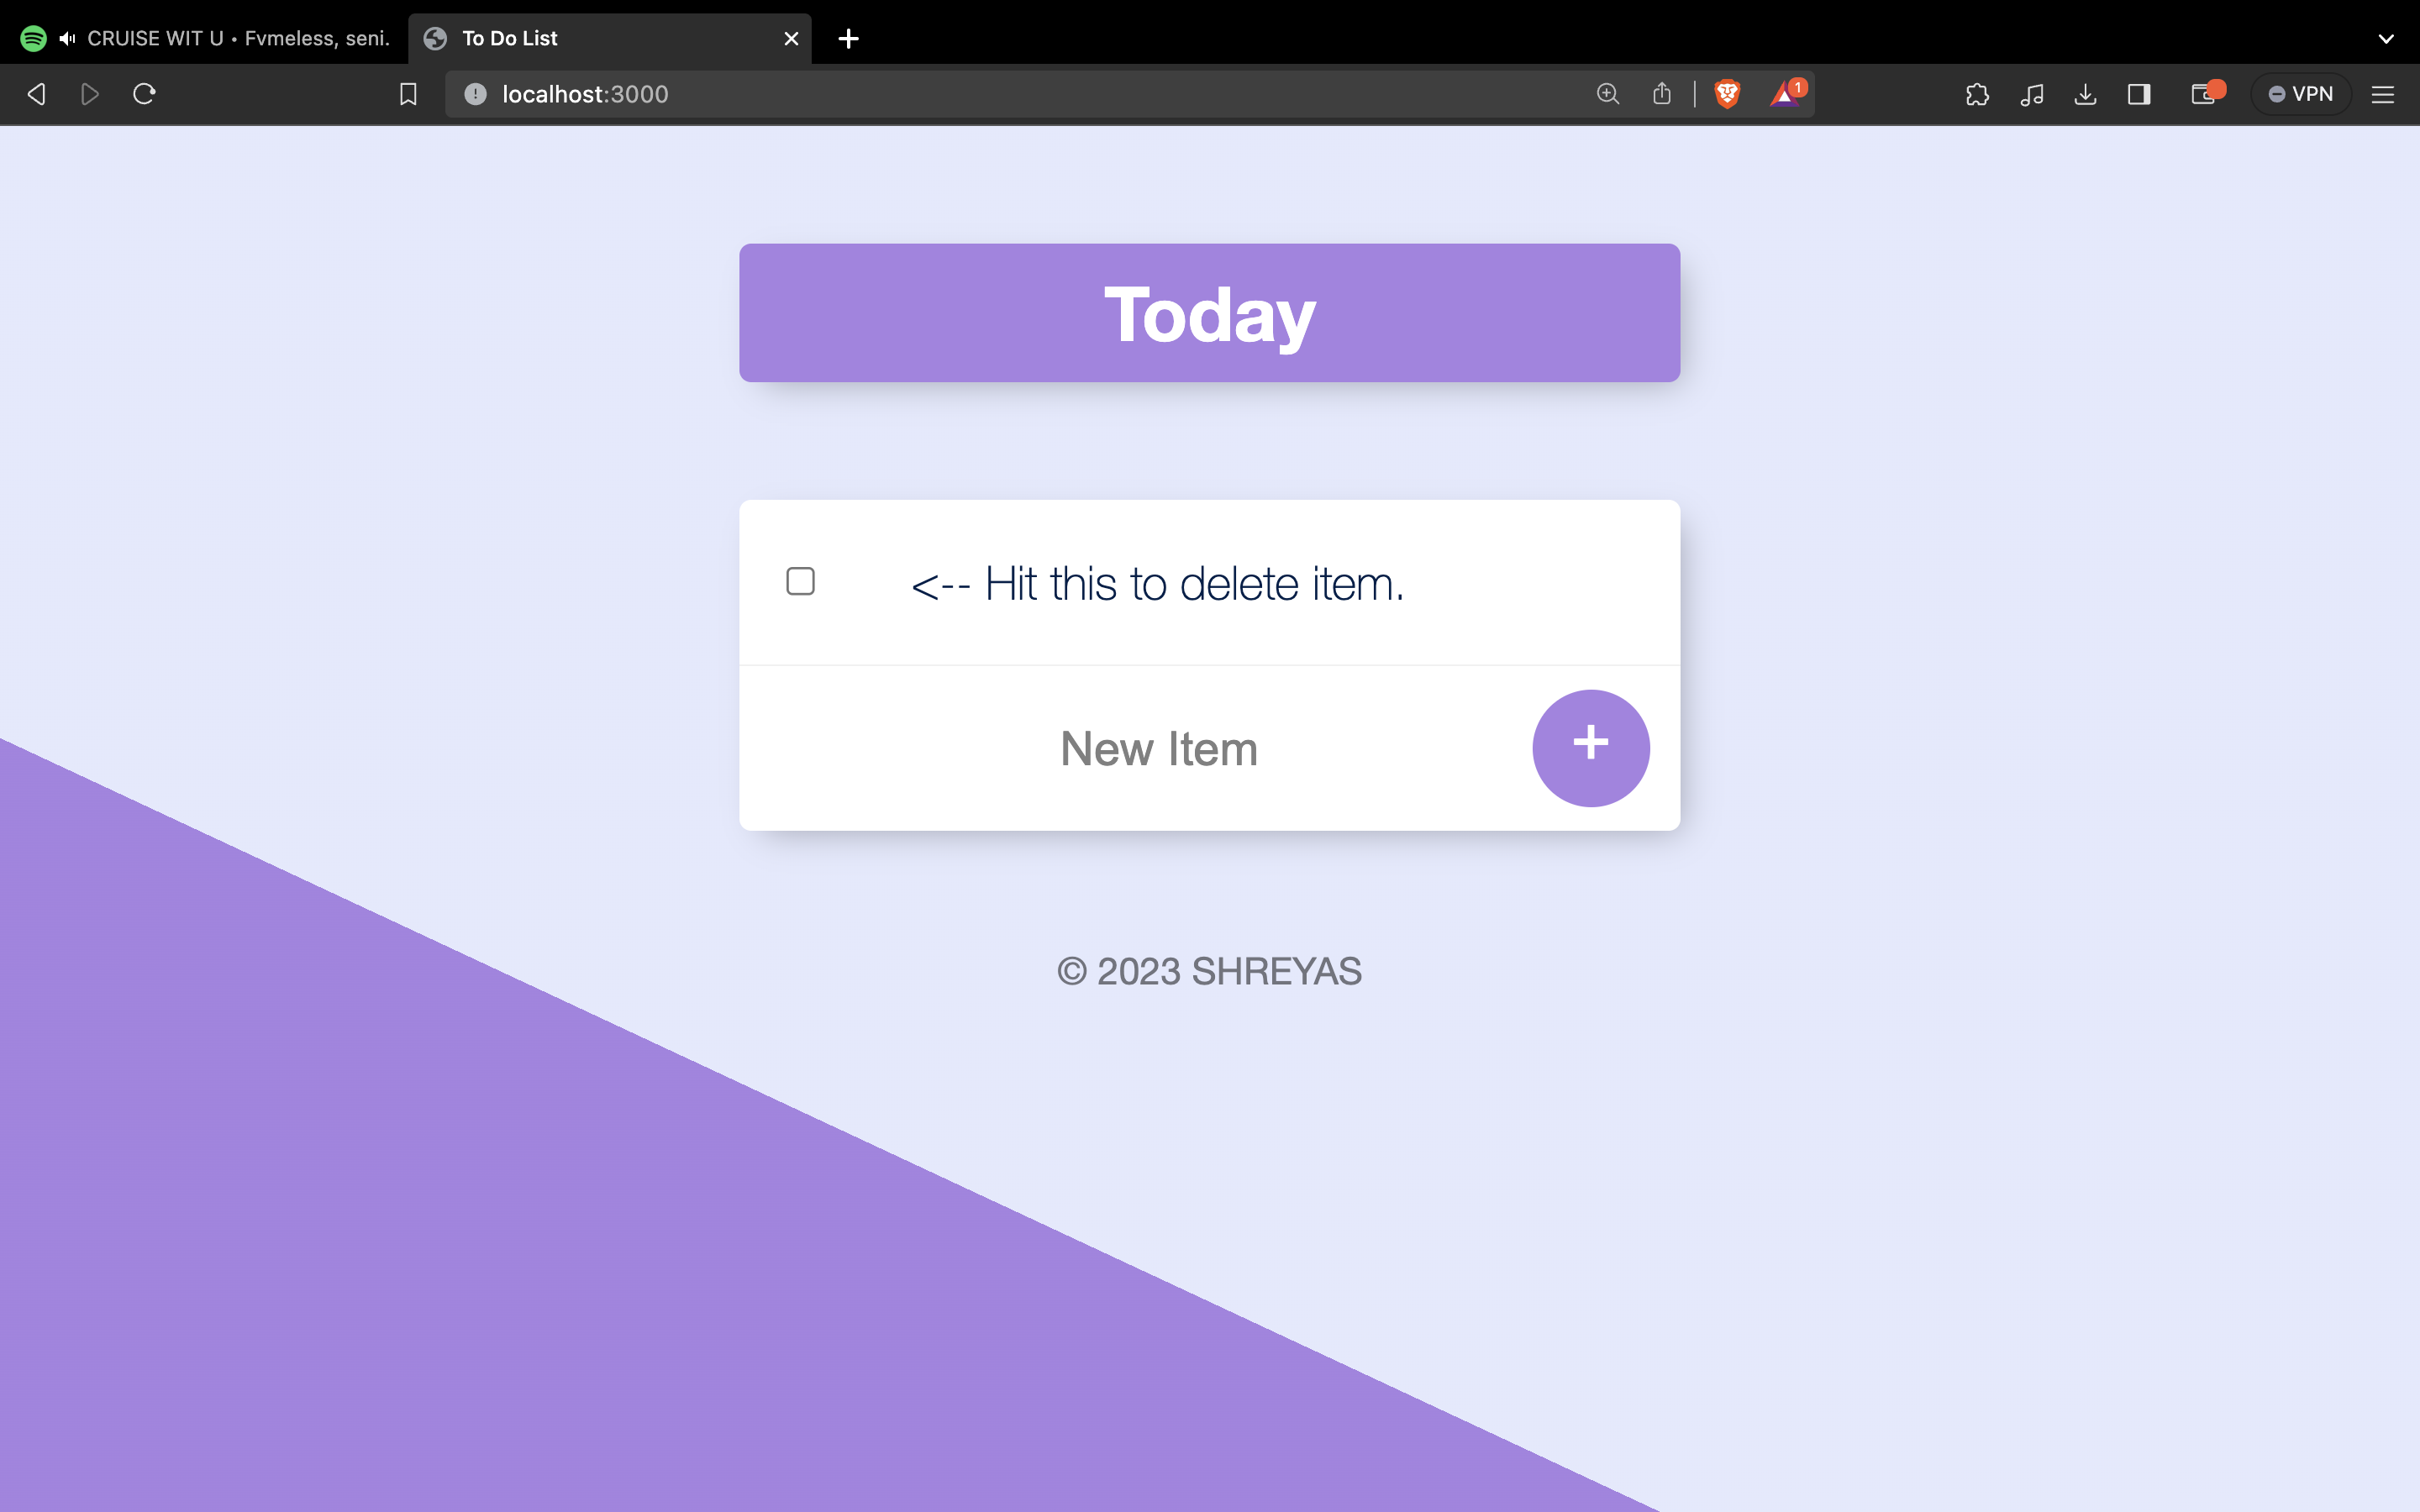 CRUISE WIT U • Fvmeless, seni.
To Do List
localhost:3000
1
VPN
Today
<-- Hit this to delete item.
New Item
+
© 2023 SHREYAS